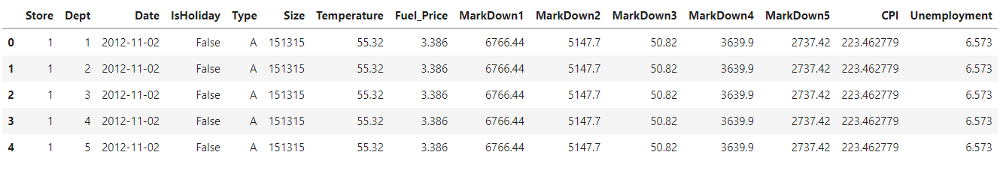 Store Dept Date IsHoliday Type Size Temperature Fuel_Price MarkDown1 MarkDown2 MarkDown3 MarkDown4 MarkDown5 CPI Unemployment
0 1 1 2012-11-02 False A 151315 55.32 3.386 6766.44 5147.7 50.82 3639.9 2737.42 223.462779 6.573
1 1 2 2012-11-02 False A 151315 55.32 3.386 6766.44 5147.7 50.82 3639.9 2737.42 223.462779 6.573
2 1 3 2012-11-02 False A 151315 55.32 3.386 6766.44 5147.7 50.82 3639.9 2737.42 223.462779 6.573
3 1 4 2012-11-02 False A 151315 55.32 3.386 6766.44 5147.7 50.82 3639.9 2737.42 223.462779 6.573
4 1 5 2012-11-02 False A 151315 55.32 3.386 6766.44 5147.7 50.82 3639.9 2737.42 223.462779 6.573